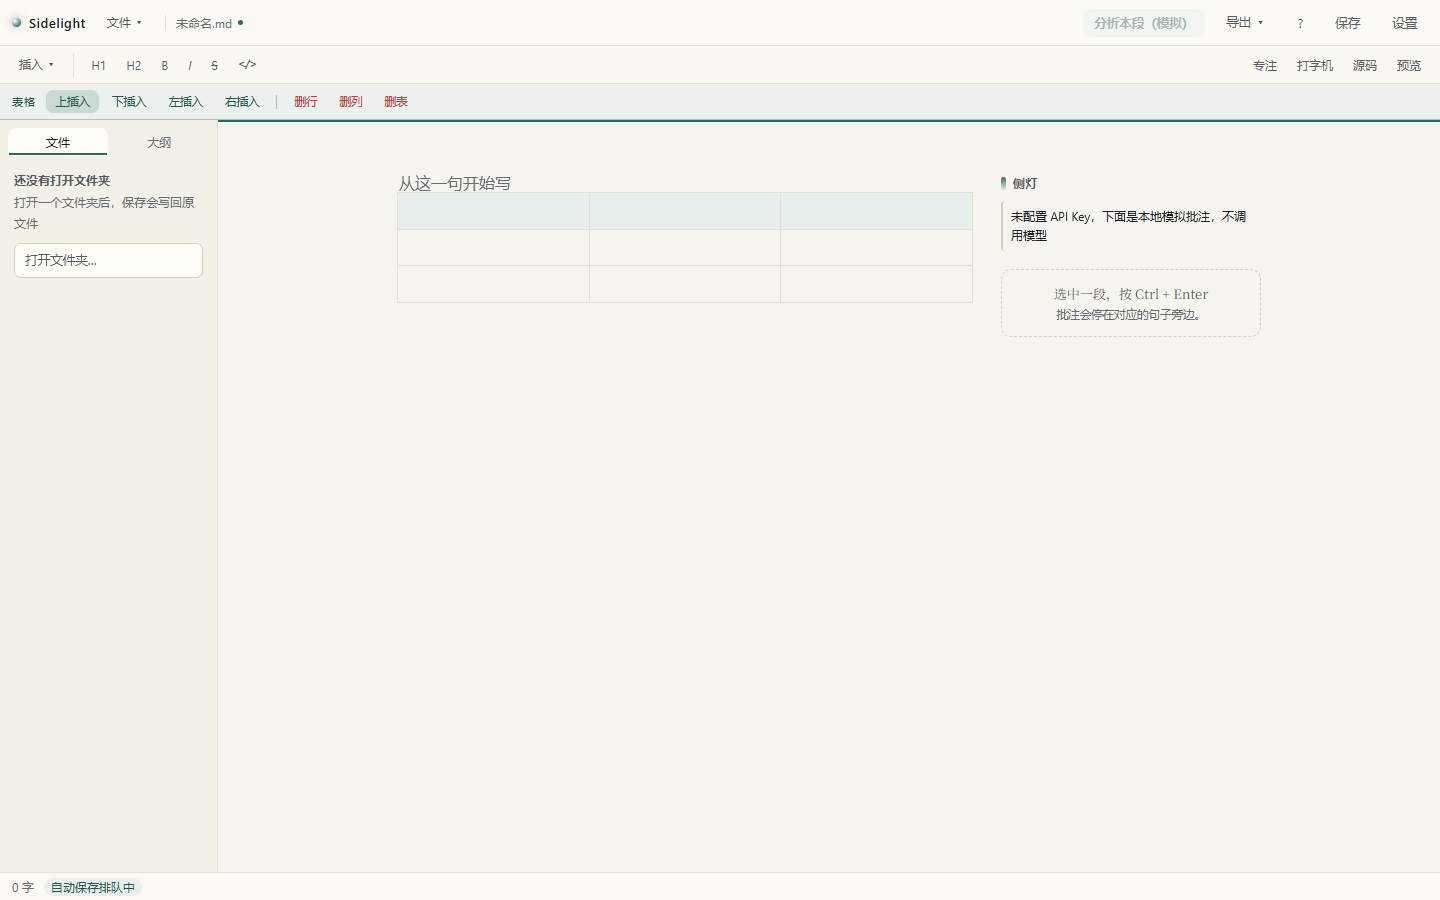 Sidelight 文件 ▾ 未命名.md 分析本段（模拟） 导出 ▾ ? 保存 设置
插入 ▾ H1 H2 B I S </> 专注 打字机 源码 预览
表格 上插入 下插入 左插入 右插入 删行 删列 删表
文件 大纲
还没有打开文件夹
打开一个文件夹后，保存会写回原
文件
打开文件夹...
从这一句开始写
侧灯
未配置 API Key，下面是本地模拟批注，不调
用模型
选中一段，按 Ctrl + Enter
批注会停在对应的句子旁边。
0 字 自动保存排队中